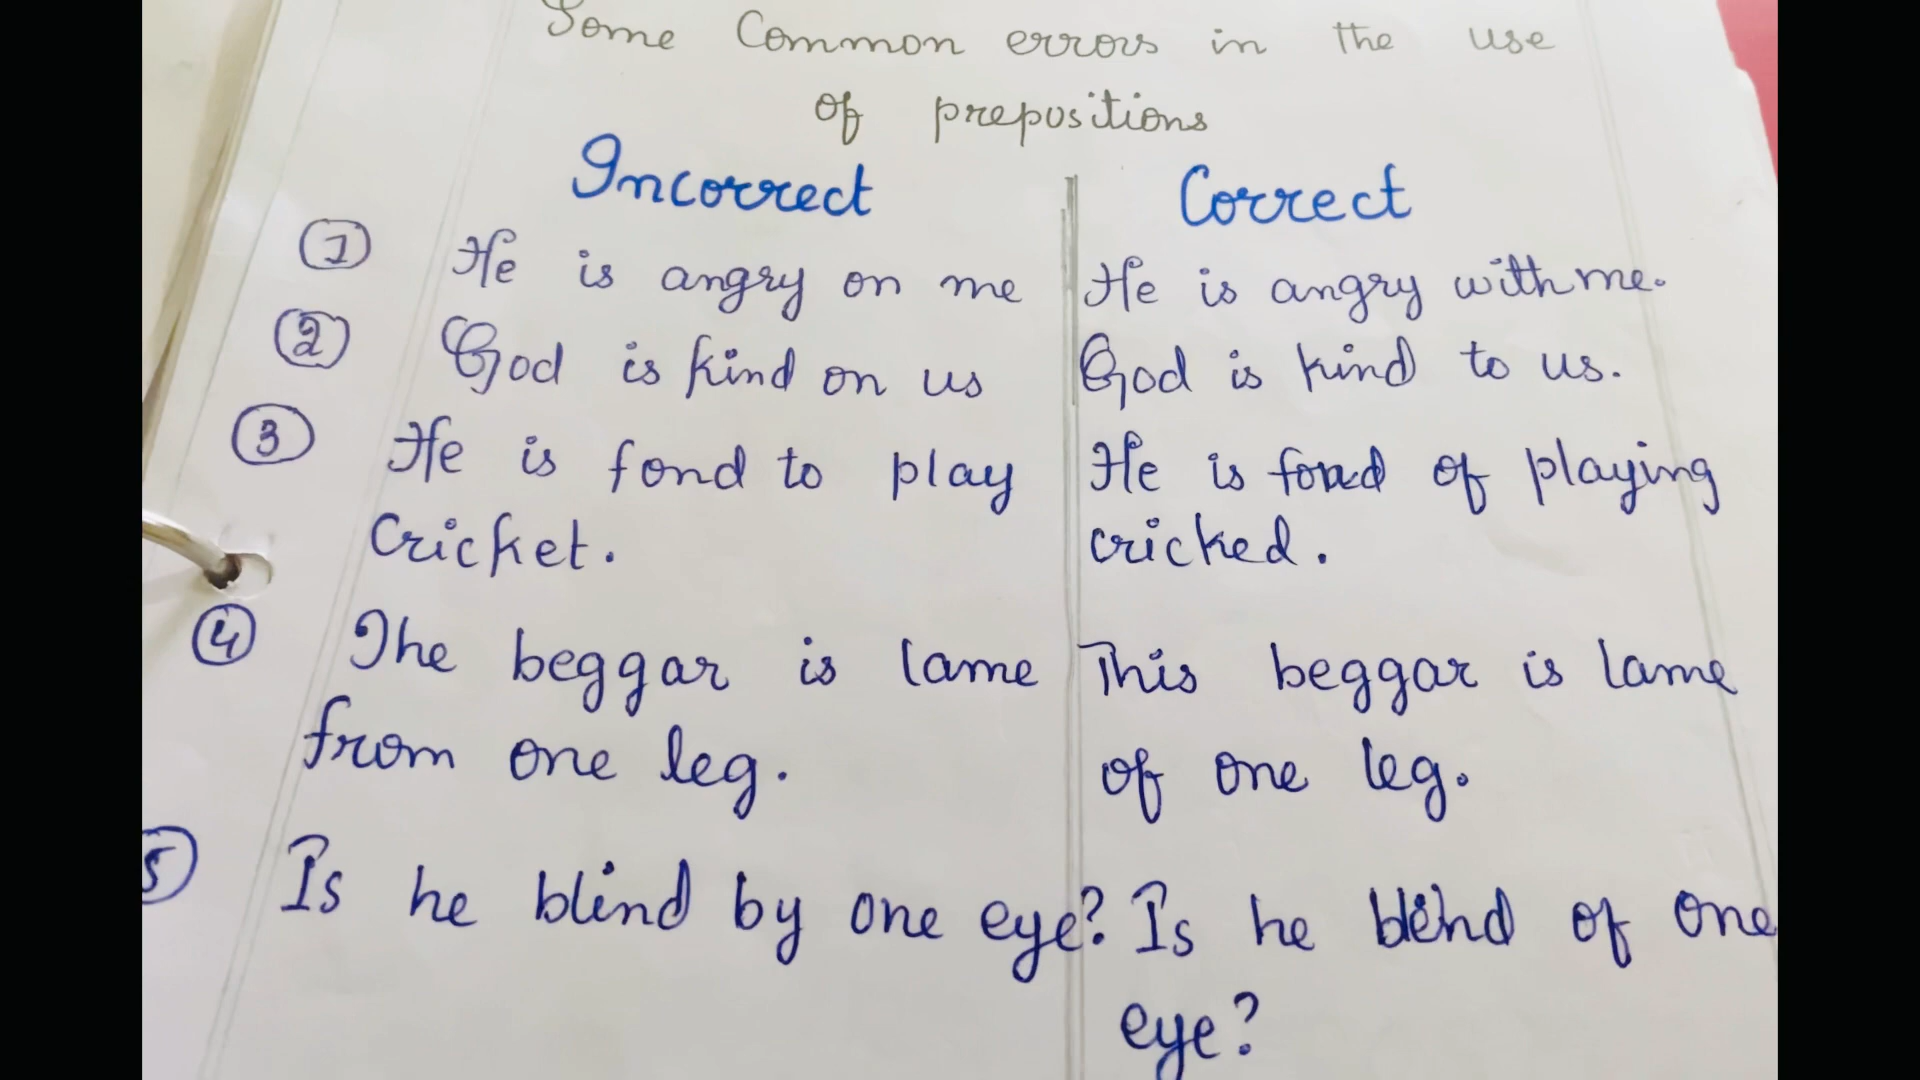 Some Common errors in the use
of prepositions
Incorrect Correct
1 He is angry on me He is angry with me.
2 God is kind on us God is kind to us.
3 He is fond to play He is fond of playing
Cricket. cricked.
4 The beggar is lame This beggar is lame
from one leg. of one leg.
5 Is he blind by one eye? Is he blind of one
eye?